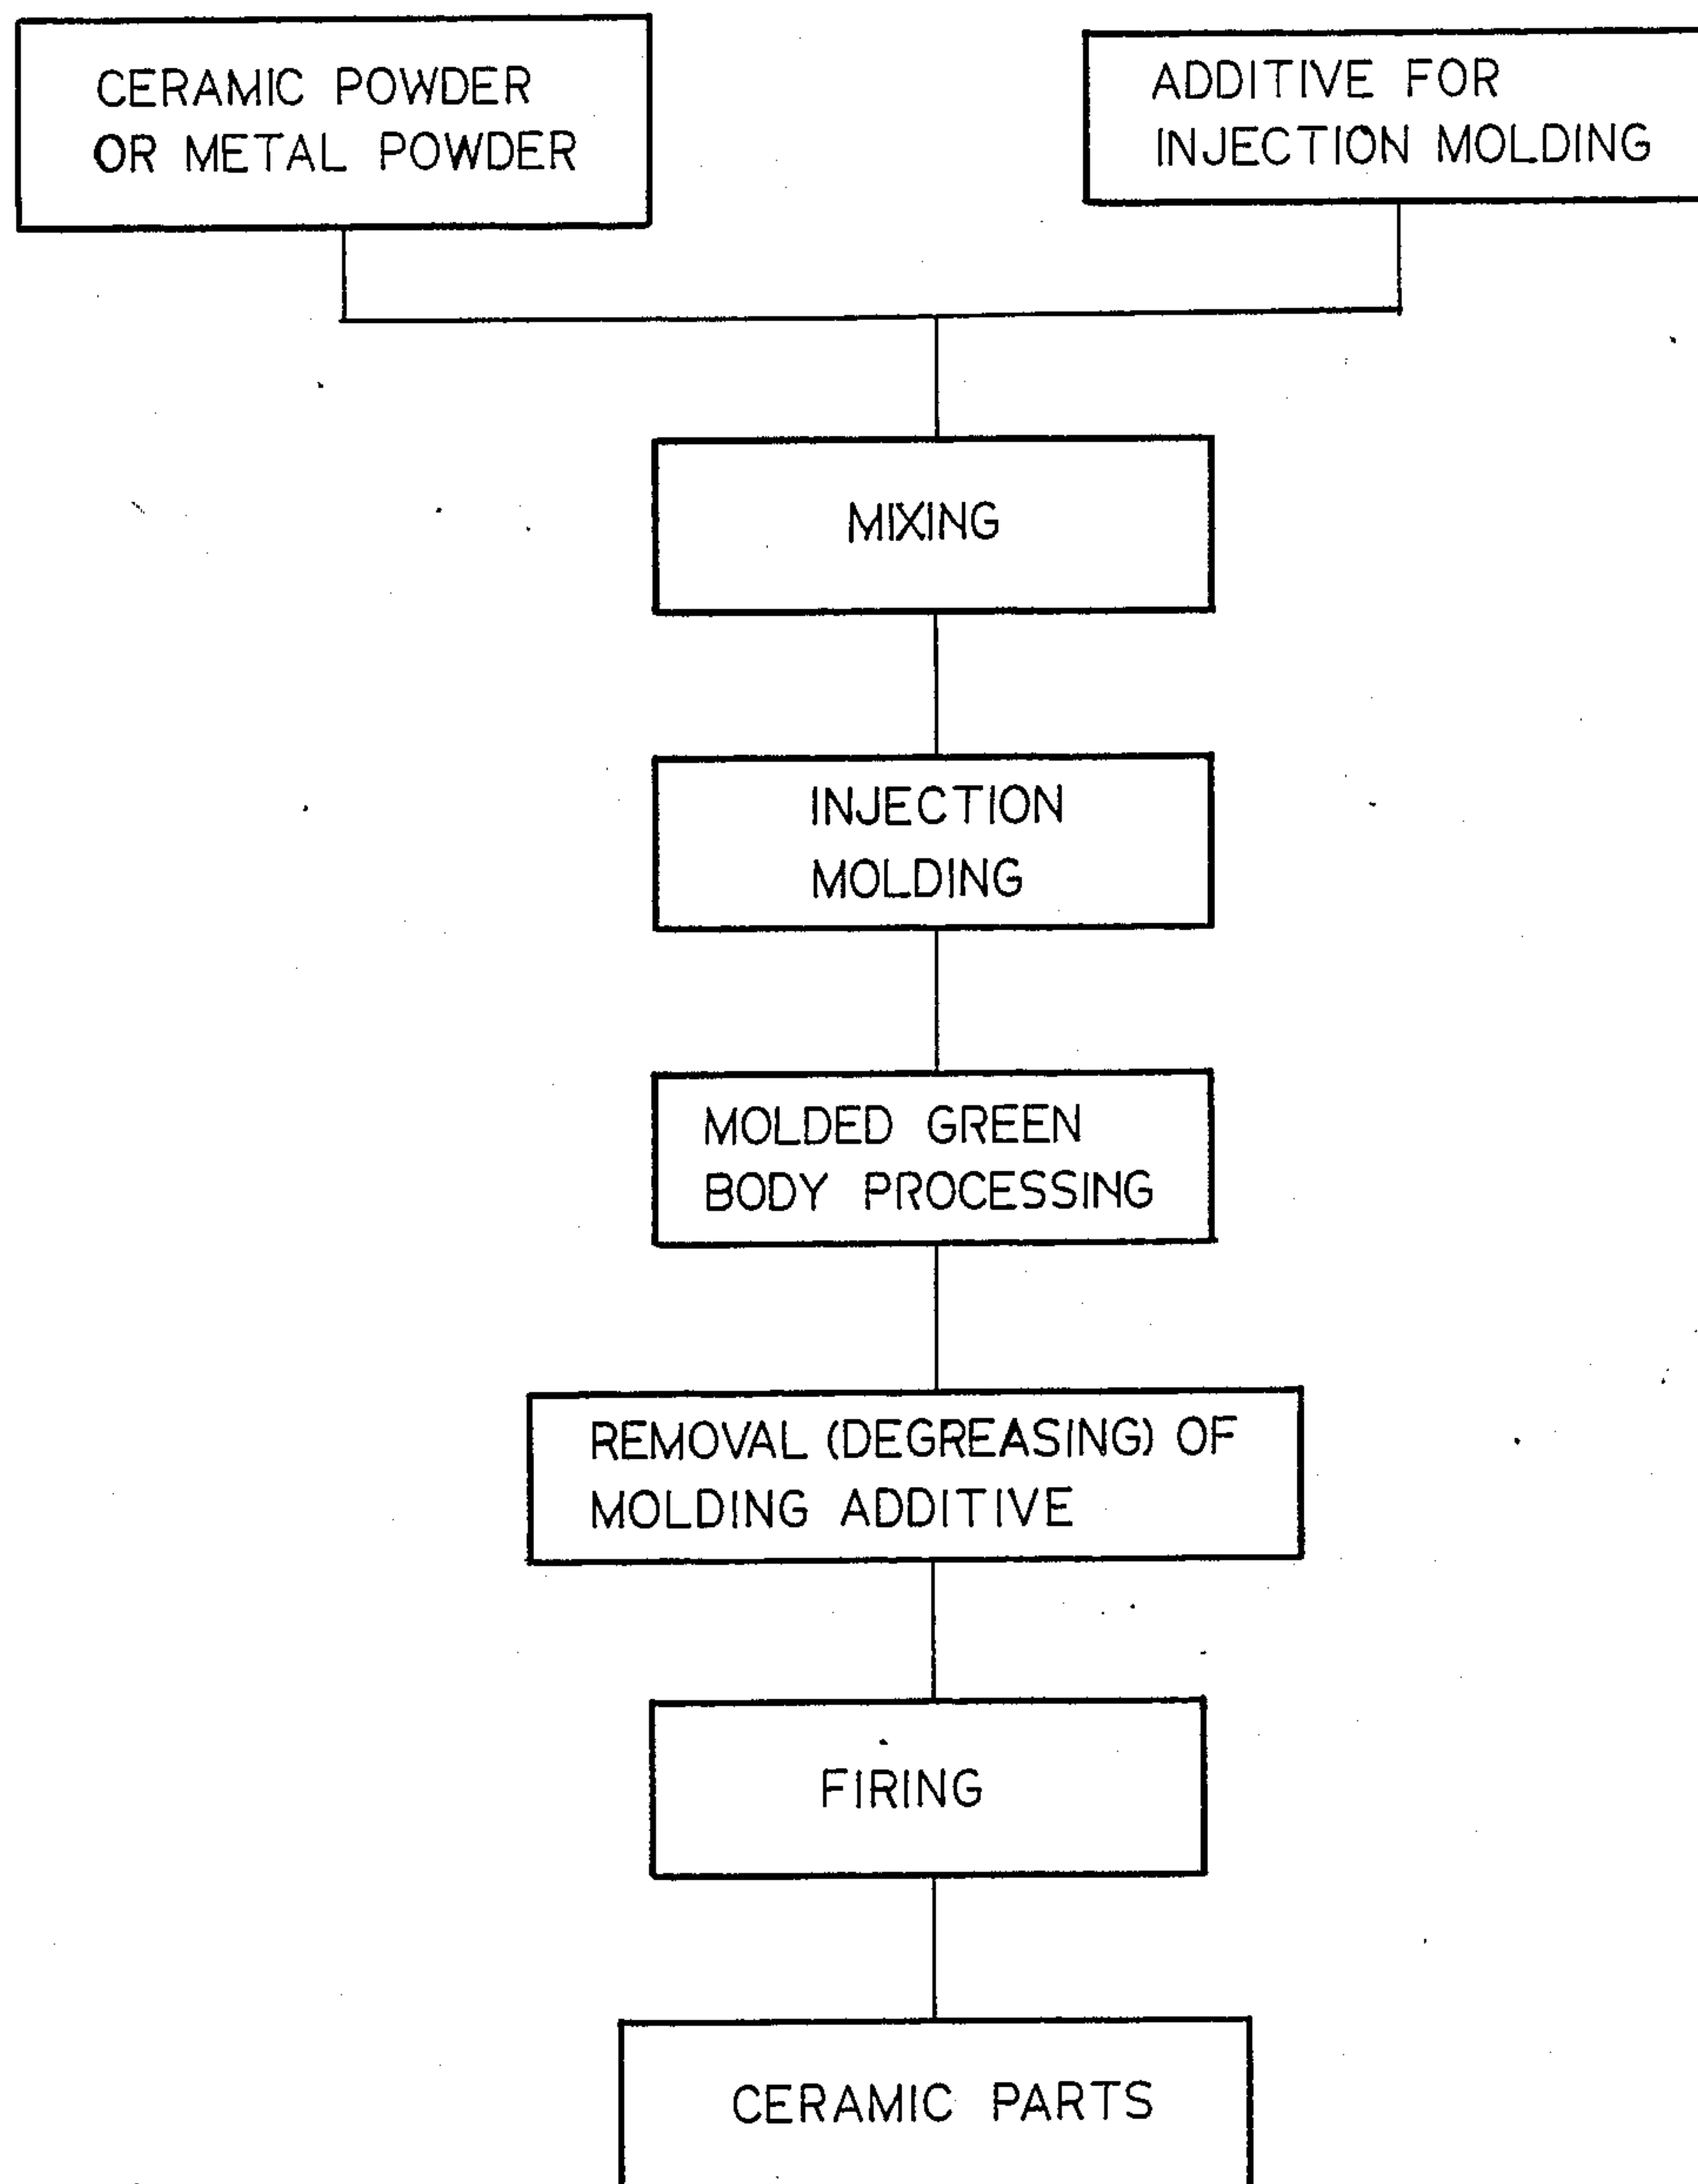 CERAMIC POWDER
OR METAL POWDER
ADDITIVE FOR
INJECTION MOLDING
MIXING
INJECTION
MOLDING
MOLDED GREEN
BODY PROCESSING
REMOVAL (DEGREASING) OF
MOLDING ADDITIVE
FIRING
CERAMIC PARTS